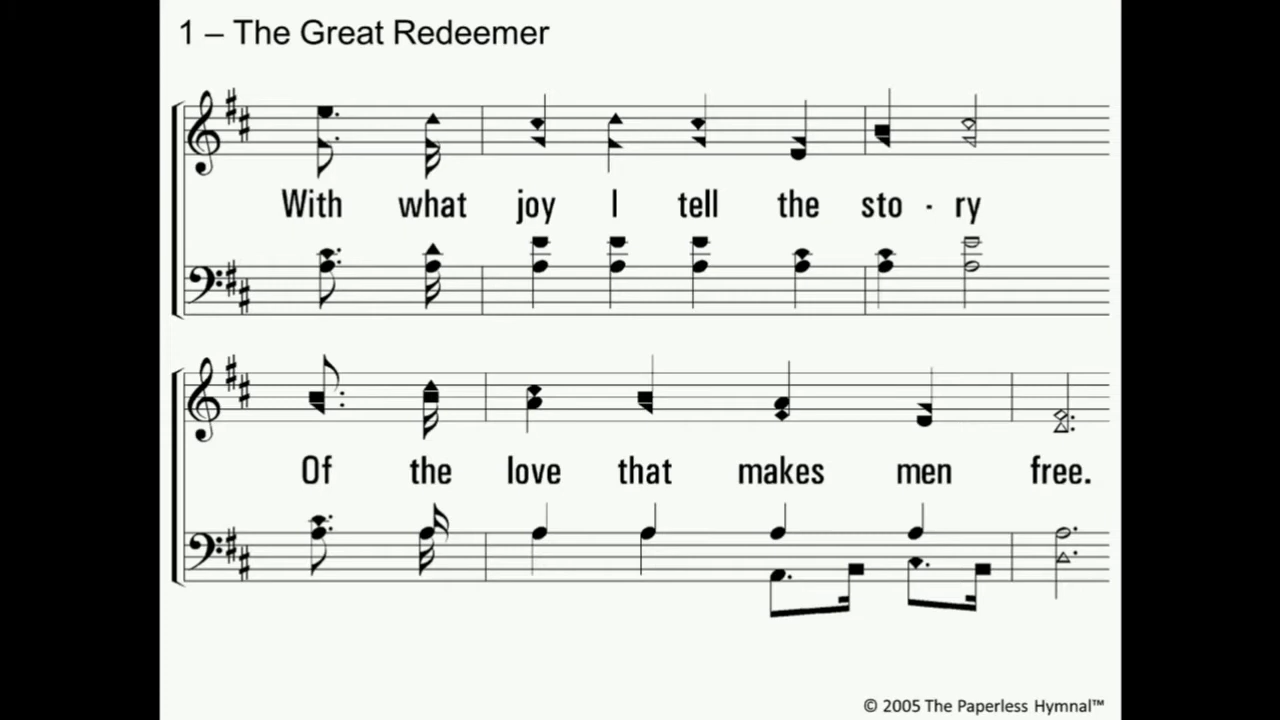 1 – The Great Redeemer
With what joy I tell the sto - ry
Of the love that makes men free.
© 2005 The Paperless Hymnal™